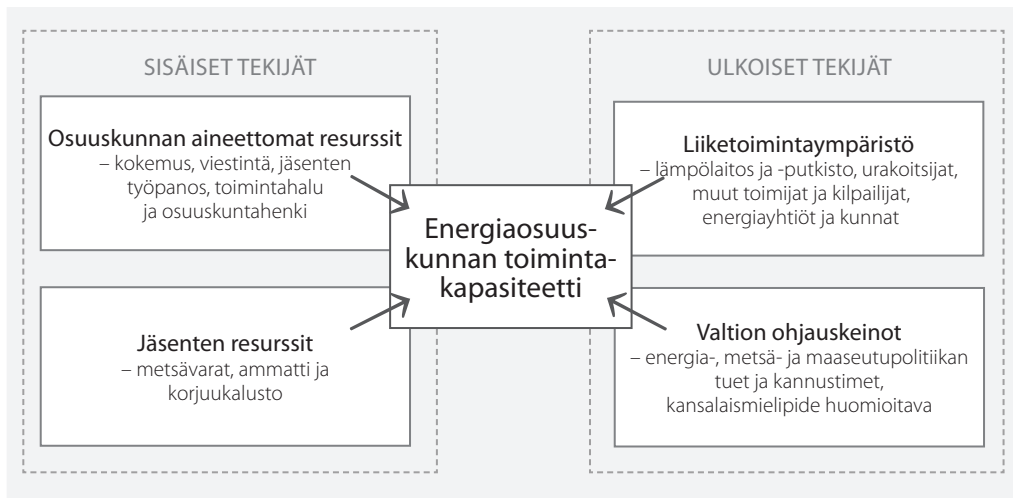 SISÄISET TEKIJÄT
Osuuskunnan aineettomat resurssit
– kokemus, viestintä, jäsenten
työpanos, toimintahalu
ja osuuskuntahenki
Jäsenten resurssit
– metsävarat, ammatti ja
korjuukalusto
Energiaosuus-
kunnan toiminta-
kapasiteetti
ULKOISET TEKIJÄT
Liiketoimintaympäristö
– lämpölaitos ja -putkisto, urakoitsijat,
muut toimijat ja kilpailijat,
energiayhtiöt ja kunnat
Valtion ohjauskeinot
– energia-, metsä- ja maaseutupolitiikan
tuet ja kannustimet,
kansalaismielipide huomioitava